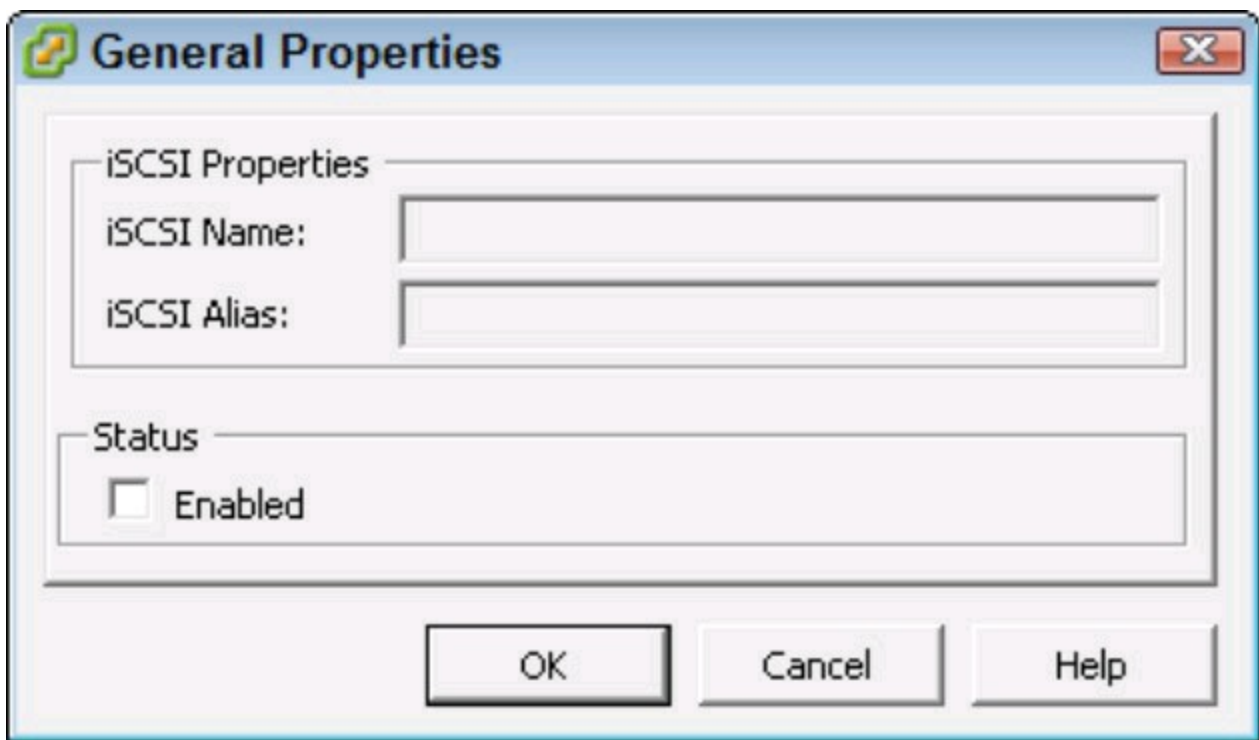 General Properties
iSCSI Properties
iSCSI Name:
iSCSI Alias:
Status
Enabled
OK Cancel Help